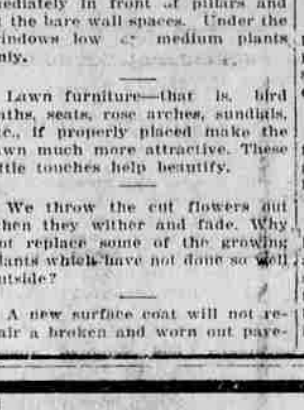 mediately in front of pillars and
t the bare wall spaces. Under the
indows low or medium plants
nly.
Lawn furniture—that is, bird
aths, seats, rose arches, sundials,
c., if properly placed make the
awn much more attractive. These
ttle touches help beautify.
We throw the cut flowers out
hen they wither and fade. Why
ot replace some of the growing
lants which have not done so well
utside?
A new surface coat will not re-
air a broken and worn out pave-